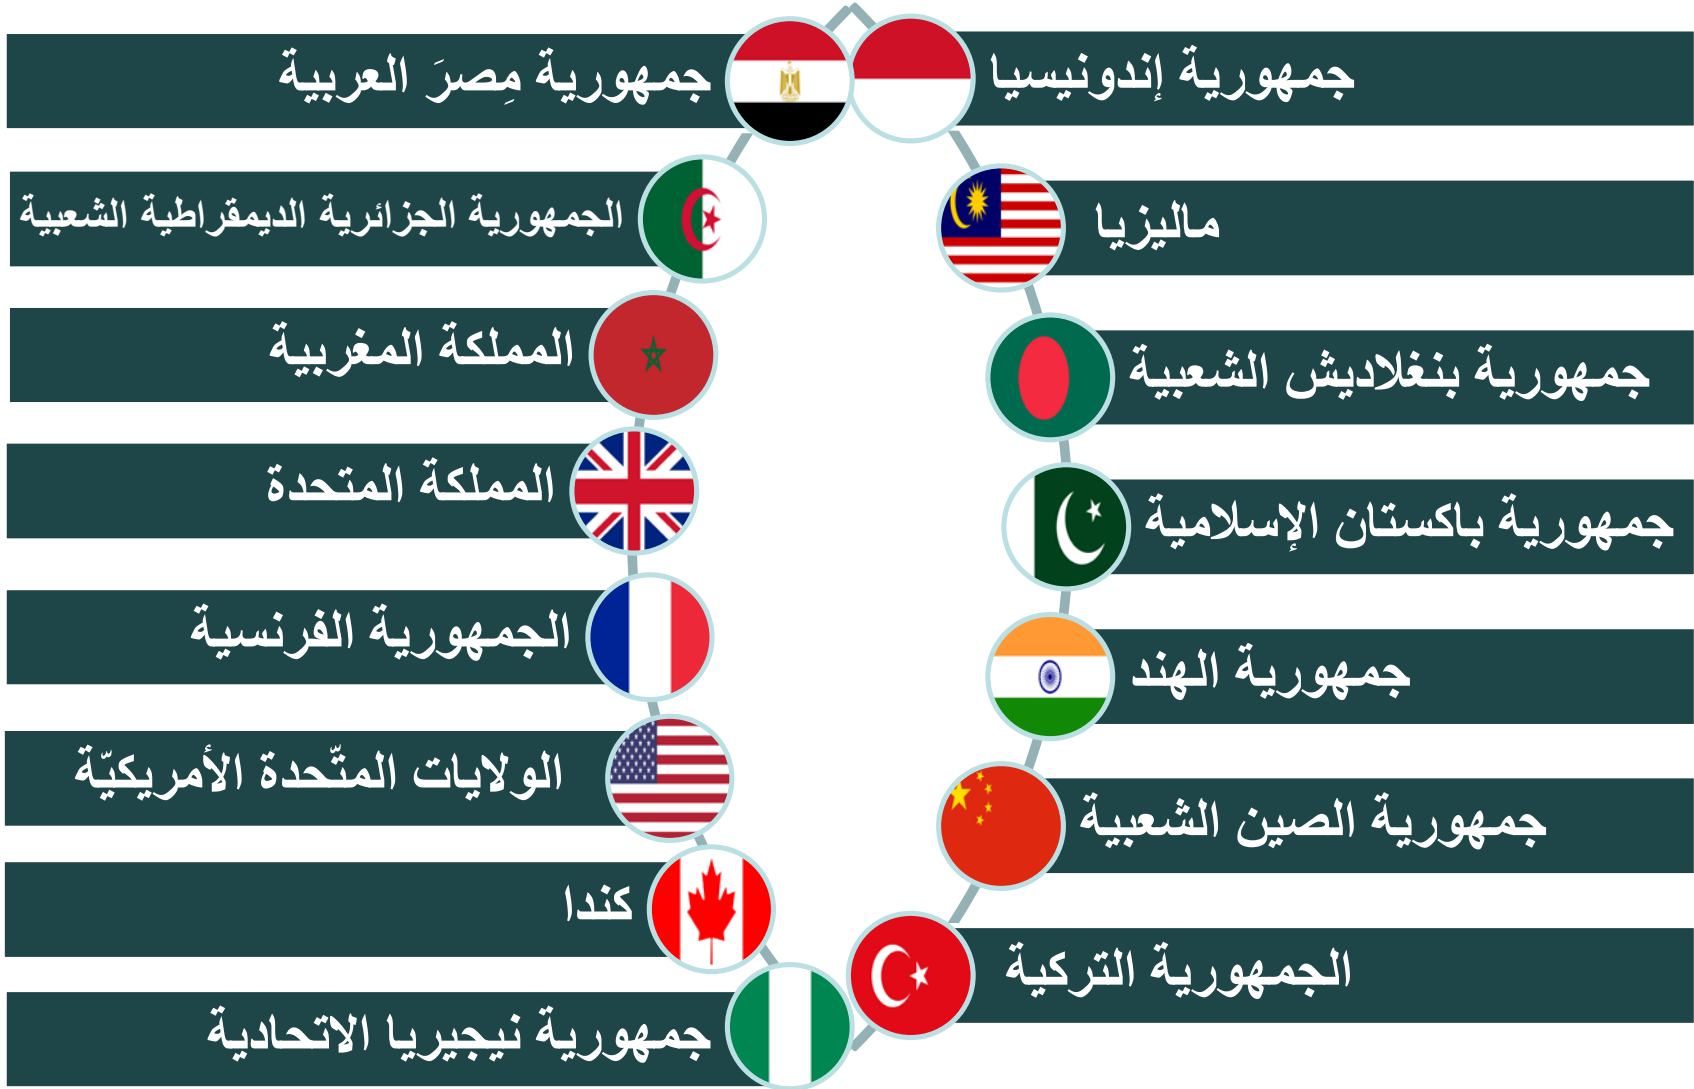 جمهورية إندونيسيا
ماليزيا
جمهورية بنغلاديش الشعبية
جمهورية باكستان الإسلامية
جمهورية الهند
جمهورية الصين الشعبية
الجمهورية التركية
جمهورية مِصرَ العربية
الجمهورية الجزائرية الديمقراطية الشعبية
المملكة المغربية
المملكة المتحدة
الجمهورية الفرنسية
الولايات المتّحدة الأمريكيّة
كندا
جمهورية نيجيريا الاتحادية